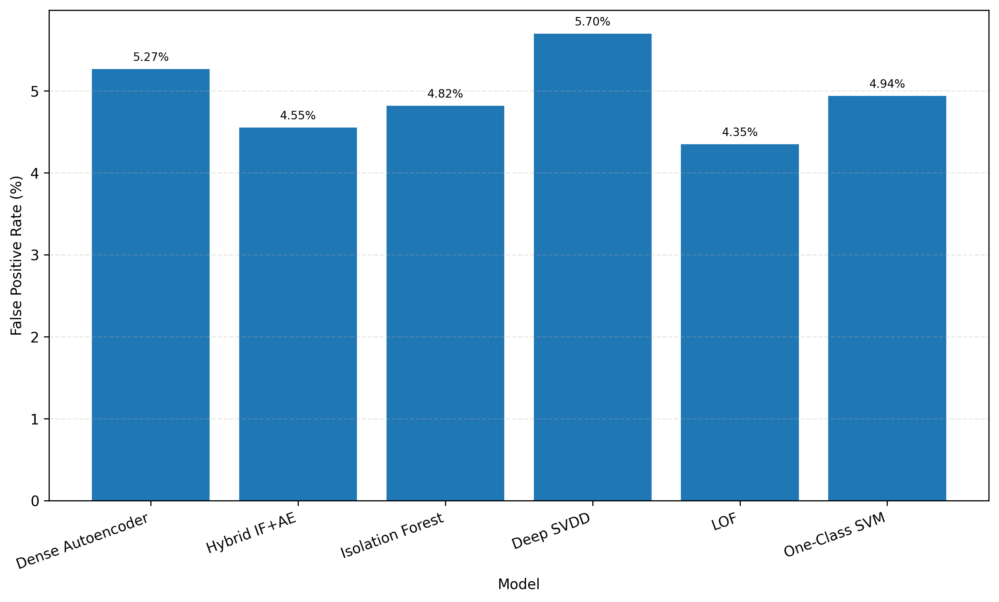 5.70%
5.27%
4.94%
4.82%
4.55%
4.35%
False Positive Rate (%)
5
4
3
2
1
0
Dense Autoencoder
Hybrid IF+AE
Isolation Forest
Deep SVDD
LOF
One-Class SVM
Model